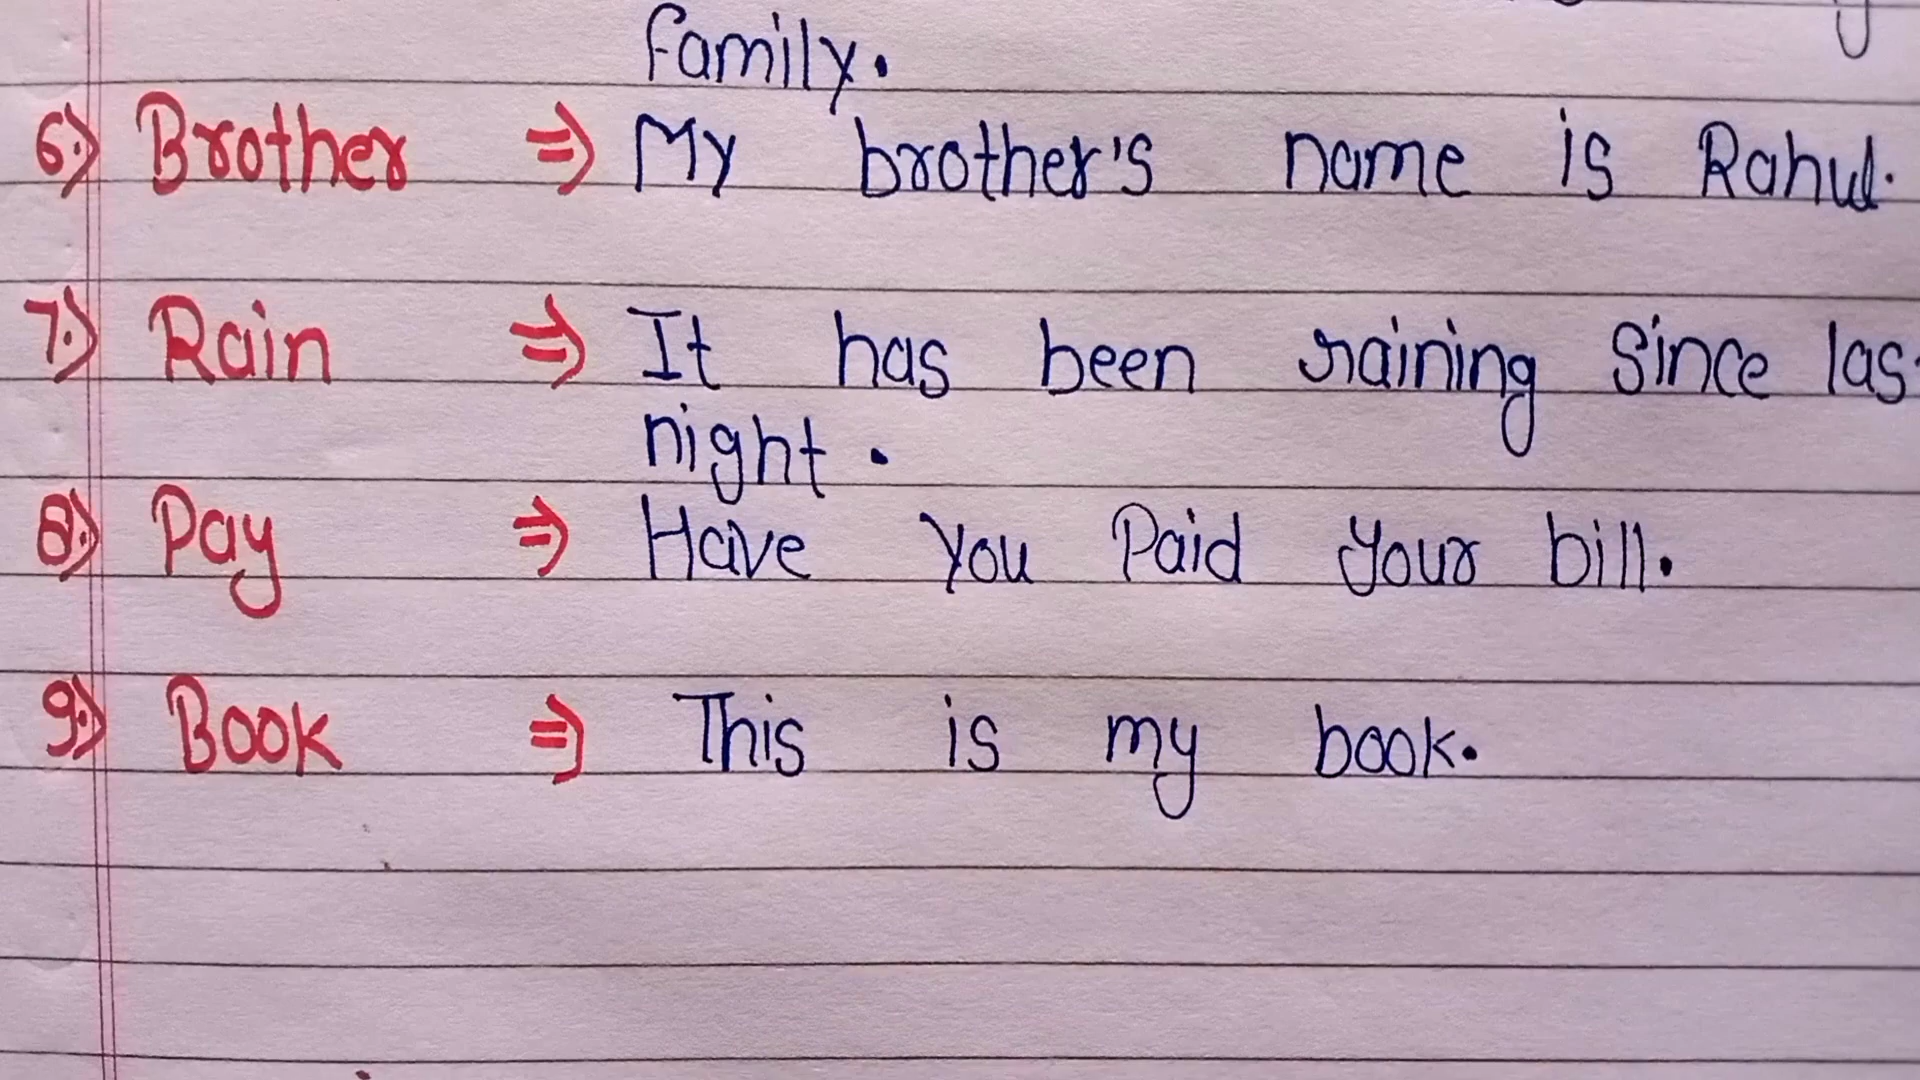 family.
6.) Brother => My brother's name is Rahul.
7.) Rain => It has been raining since las
night.
8.) Pay => Have you Paid your bill.
9.) Book => This is my book.